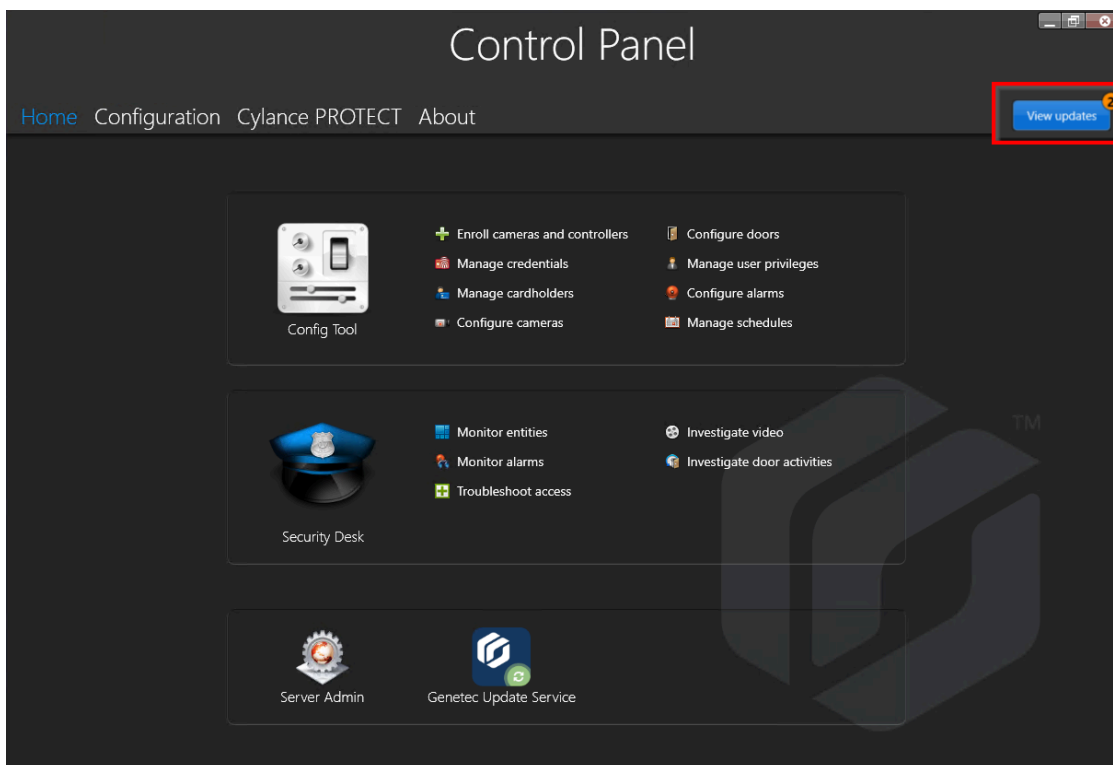 Control Panel
Home Configuration Cylance PROTECT About
2
View updates
Enroll cameras and controllers
Manage credentials
Manage cardholders
Configure cameras
Configure doors
Manage user privileges
Configure alarms
Manage schedules
Config Tool
Monitor entities
Monitor alarms
Troubleshoot access
Investigate video
Investigate door activities
Security Desk
TM
Server Admin
Genetec Update Service